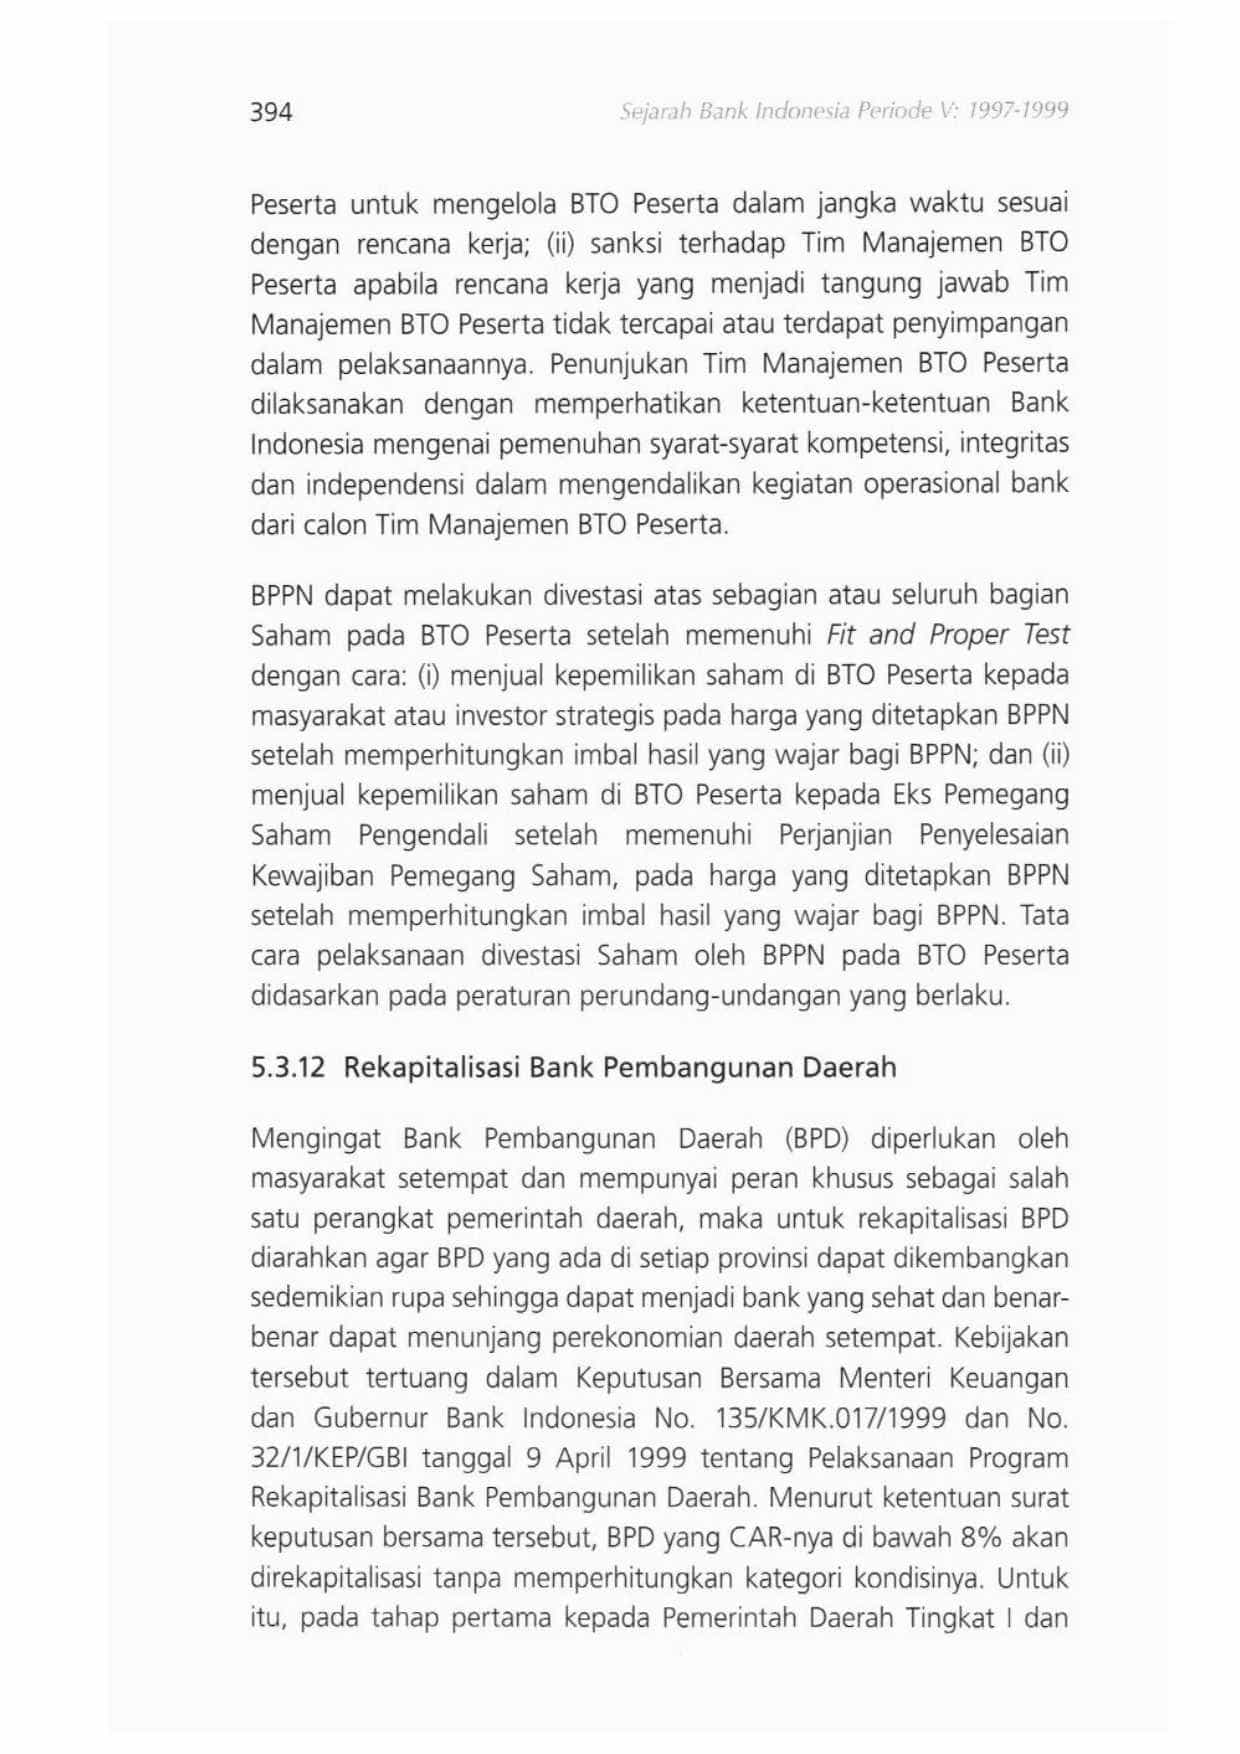 394
Sejarah Bank Indonesia Periode V: 1997-1999
Peserta untuk mengelola BTO Peserta dalam jangka waktu sesuai
dengan rencana kerja; (ii) sanksi terhadap Tim Manajemen BTO
Peserta apabila rencana kerja yang menjadi tangung jawab Tim
Manajemen BTO Peserta tidak tercapai atau terdapat penyimpangan
dalam pelaksanaannya. Penunjukan Tim Manajemen BTO Peserta
dilaksanakan dengan memperhatikan ketentuan-ketentuan Bank
Indonesia mengenai pemenuhan syarat-syarat kompetensi, integritas
dan independensi dalam mengendalikan kegiatan operasional bank
dari calon Tim Manajemen BTO Peserta.
BPPN dapat melakukan divestasi atas sebagian atau seluruh bagian
Saham pada BTO Peserta setelah memenuhi Fit and Proper Test
dengan cara: (i) menjual kepemilikan saham di BTO Peserta kepada
masyarakat atau investor strategis pada harga yang ditetapkan BPPN
setelah memperhitungkan imbal hasil yang wajar bagi BPPN; dan (ii)
menjual kepemilikan saham di BTO Peserta kepada Eks Pemegang
Saham Pengendali setelah memenuhi Perjanjian Penyelesaian
Kewajiban Pemegang Saham, pada harga yang ditetapkan BPPN
setelah memperhitungkan imbal hasil yang wajar bagi BPPN. Tata
cara pelaksanaan divestasi Saham oleh BPPN pada BTO Peserta
didasarkan pada peraturan perundang-undangan yang berlaku.
5.3.12 Rekapitalisasi Bank Pembangunan Daerah
Mengingat Bank Pembangunan Daerah (BPD) diperlukan oleh
masyarakat setempat dan mempunyai peran khusus sebagai salah
satu perangkat pemerintah daerah, maka untuk rekapitalisasi BPD
diarahkan agar BPD yang ada di setiap provinsi dapat dikembangkan
sedemikian rupa sehingga dapat menjadi bank yang sehat dan benar-
benar dapat menunjang perekonomian daerah setempat. Kebijakan
tersebut tertuang dalam Keputusan Bersama Menteri Keuangan
dan Gubernur Bank Indonesia No. 135/KMK.017/1999 dan No.
32/1/KEP/GBI tanggal 9 April 1999 tentang Pelaksanaan Program
Rekapitalisasi Bank Pembangunan Daerah. Menurut ketentuan surat
keputusan bersama tersebut, BPD yang CAR-nya di bawah 8% akan
direkapitalisasi tanpa memperhitungkan kategori kondisinya. Untuk
itu, pada tahap pertama kepada Pemerintah Daerah Tingkat I dan